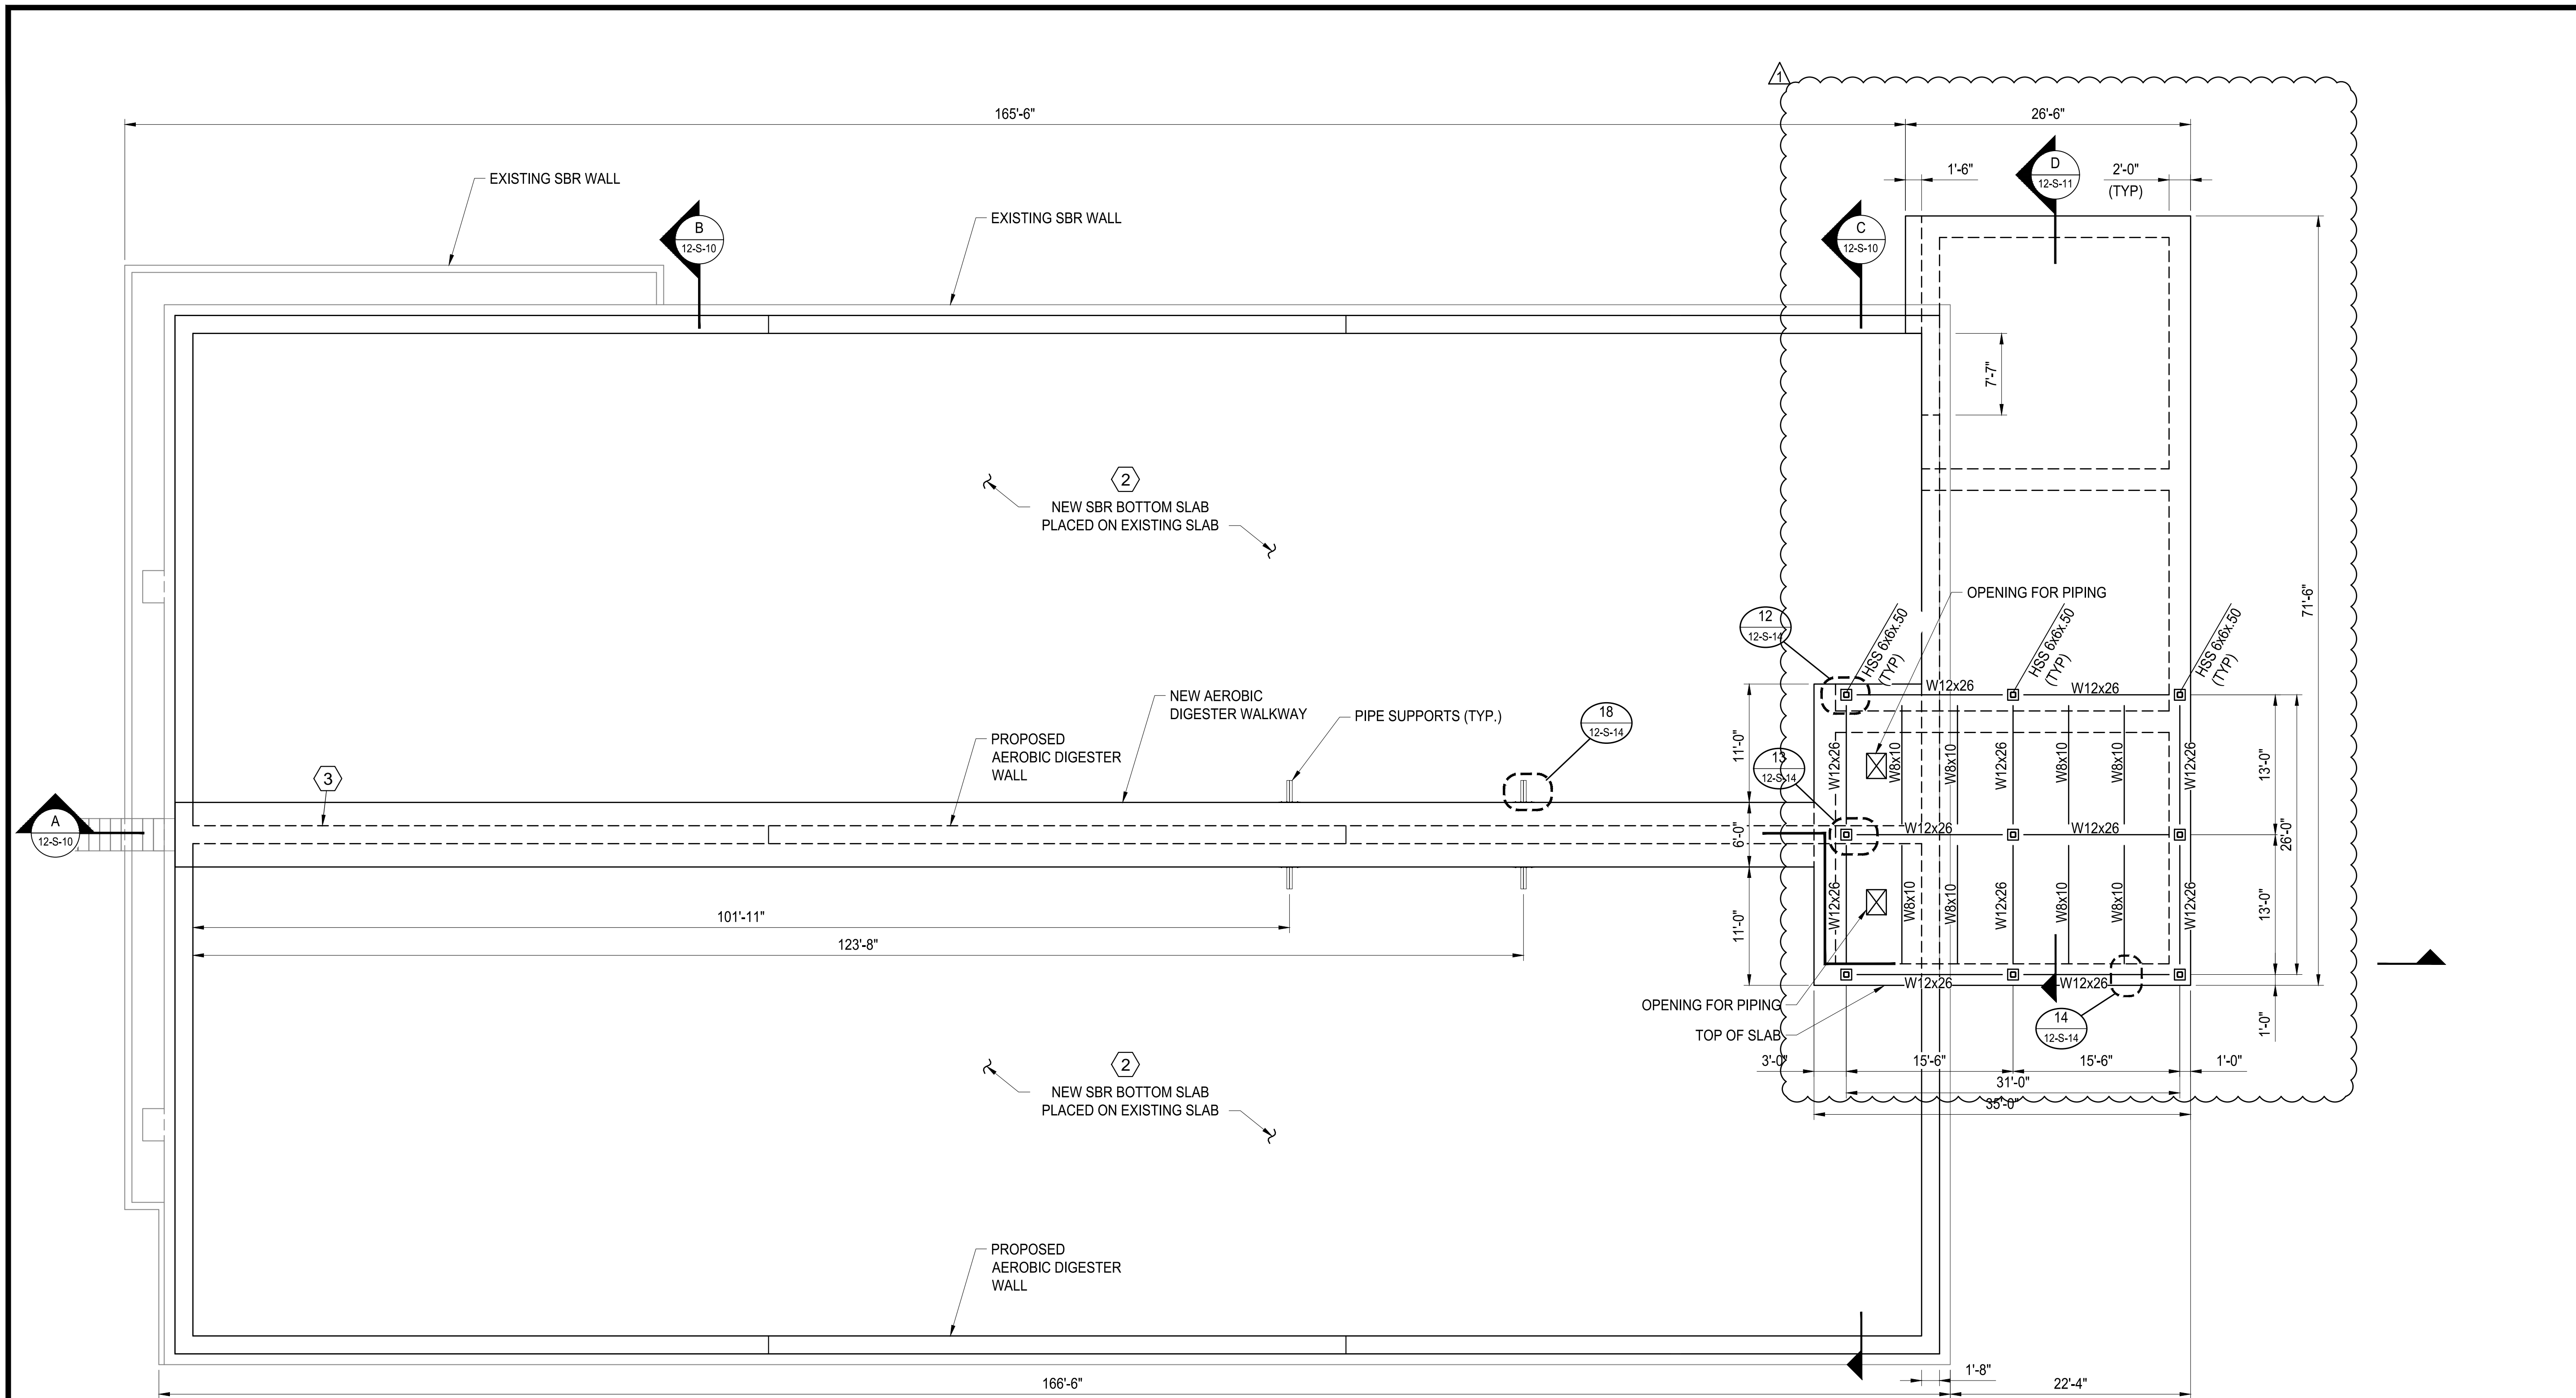 1
165'-6"
26'-6"
EXISTING SBR WALL
EXISTING SBR WALL
B
12-S-10
C
12-S-10
1'-6"
D
12-S-11
2'-0"
(TYP)
7'-7"
2
NEW SBR BOTTOM SLAB
PLACED ON EXISTING SLAB
OPENING FOR PIPING
71'-6"
12
12-S-14
HSS 6x6x.50
(TYP)
HSS 6x6x.50
(TYP)
HSS 6x6x.50
(TYP)
W12x26
W12x26
NEW AEROBIC
DIGESTER WALKWAY
PIPE SUPPORTS (TYP.)
18
12-S-14
PROPOSED
AEROBIC DIGESTER
WALL
3
13
12-S-14
11'-0"
W12x26
W8x10
W8x10
W12x26
W8x10
W8x10
W12x26
13'-0"
A
12-S-10
6'-0"
W12x26
W12x26
26'-0"
11'-0"
W12x26
W8x10
W8x10
W12x26
W8x10
W8x10
W12x26
13'-0"
101'-11"
123'-8"
W12x26
W12x26
OPENING FOR PIPING
TOP OF SLAB
14
12-S-14
1'-0"
3'-0"
15'-6"
15'-6"
1'-0"
31'-0"
35'-0"
2
NEW SBR BOTTOM SLAB
PLACED ON EXISTING SLAB
PROPOSED
AEROBIC DIGESTER
WALL
1'-8"
166'-6"
22'-4"